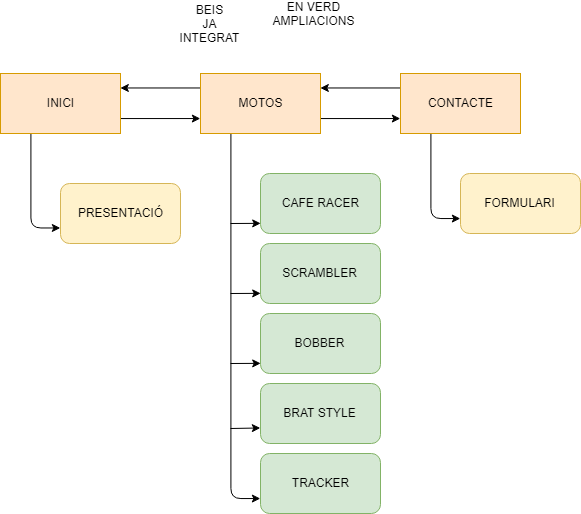 BEIS
JA
INTEGRAT
EN VERD
AMPLIACIONS
INICI
MOTOS
CONTACTE
PRESENTACIÓ
CAFE RACER
FORMULARI
SCRAMBLER
BOBBER
BRAT STYLE
TRACKER